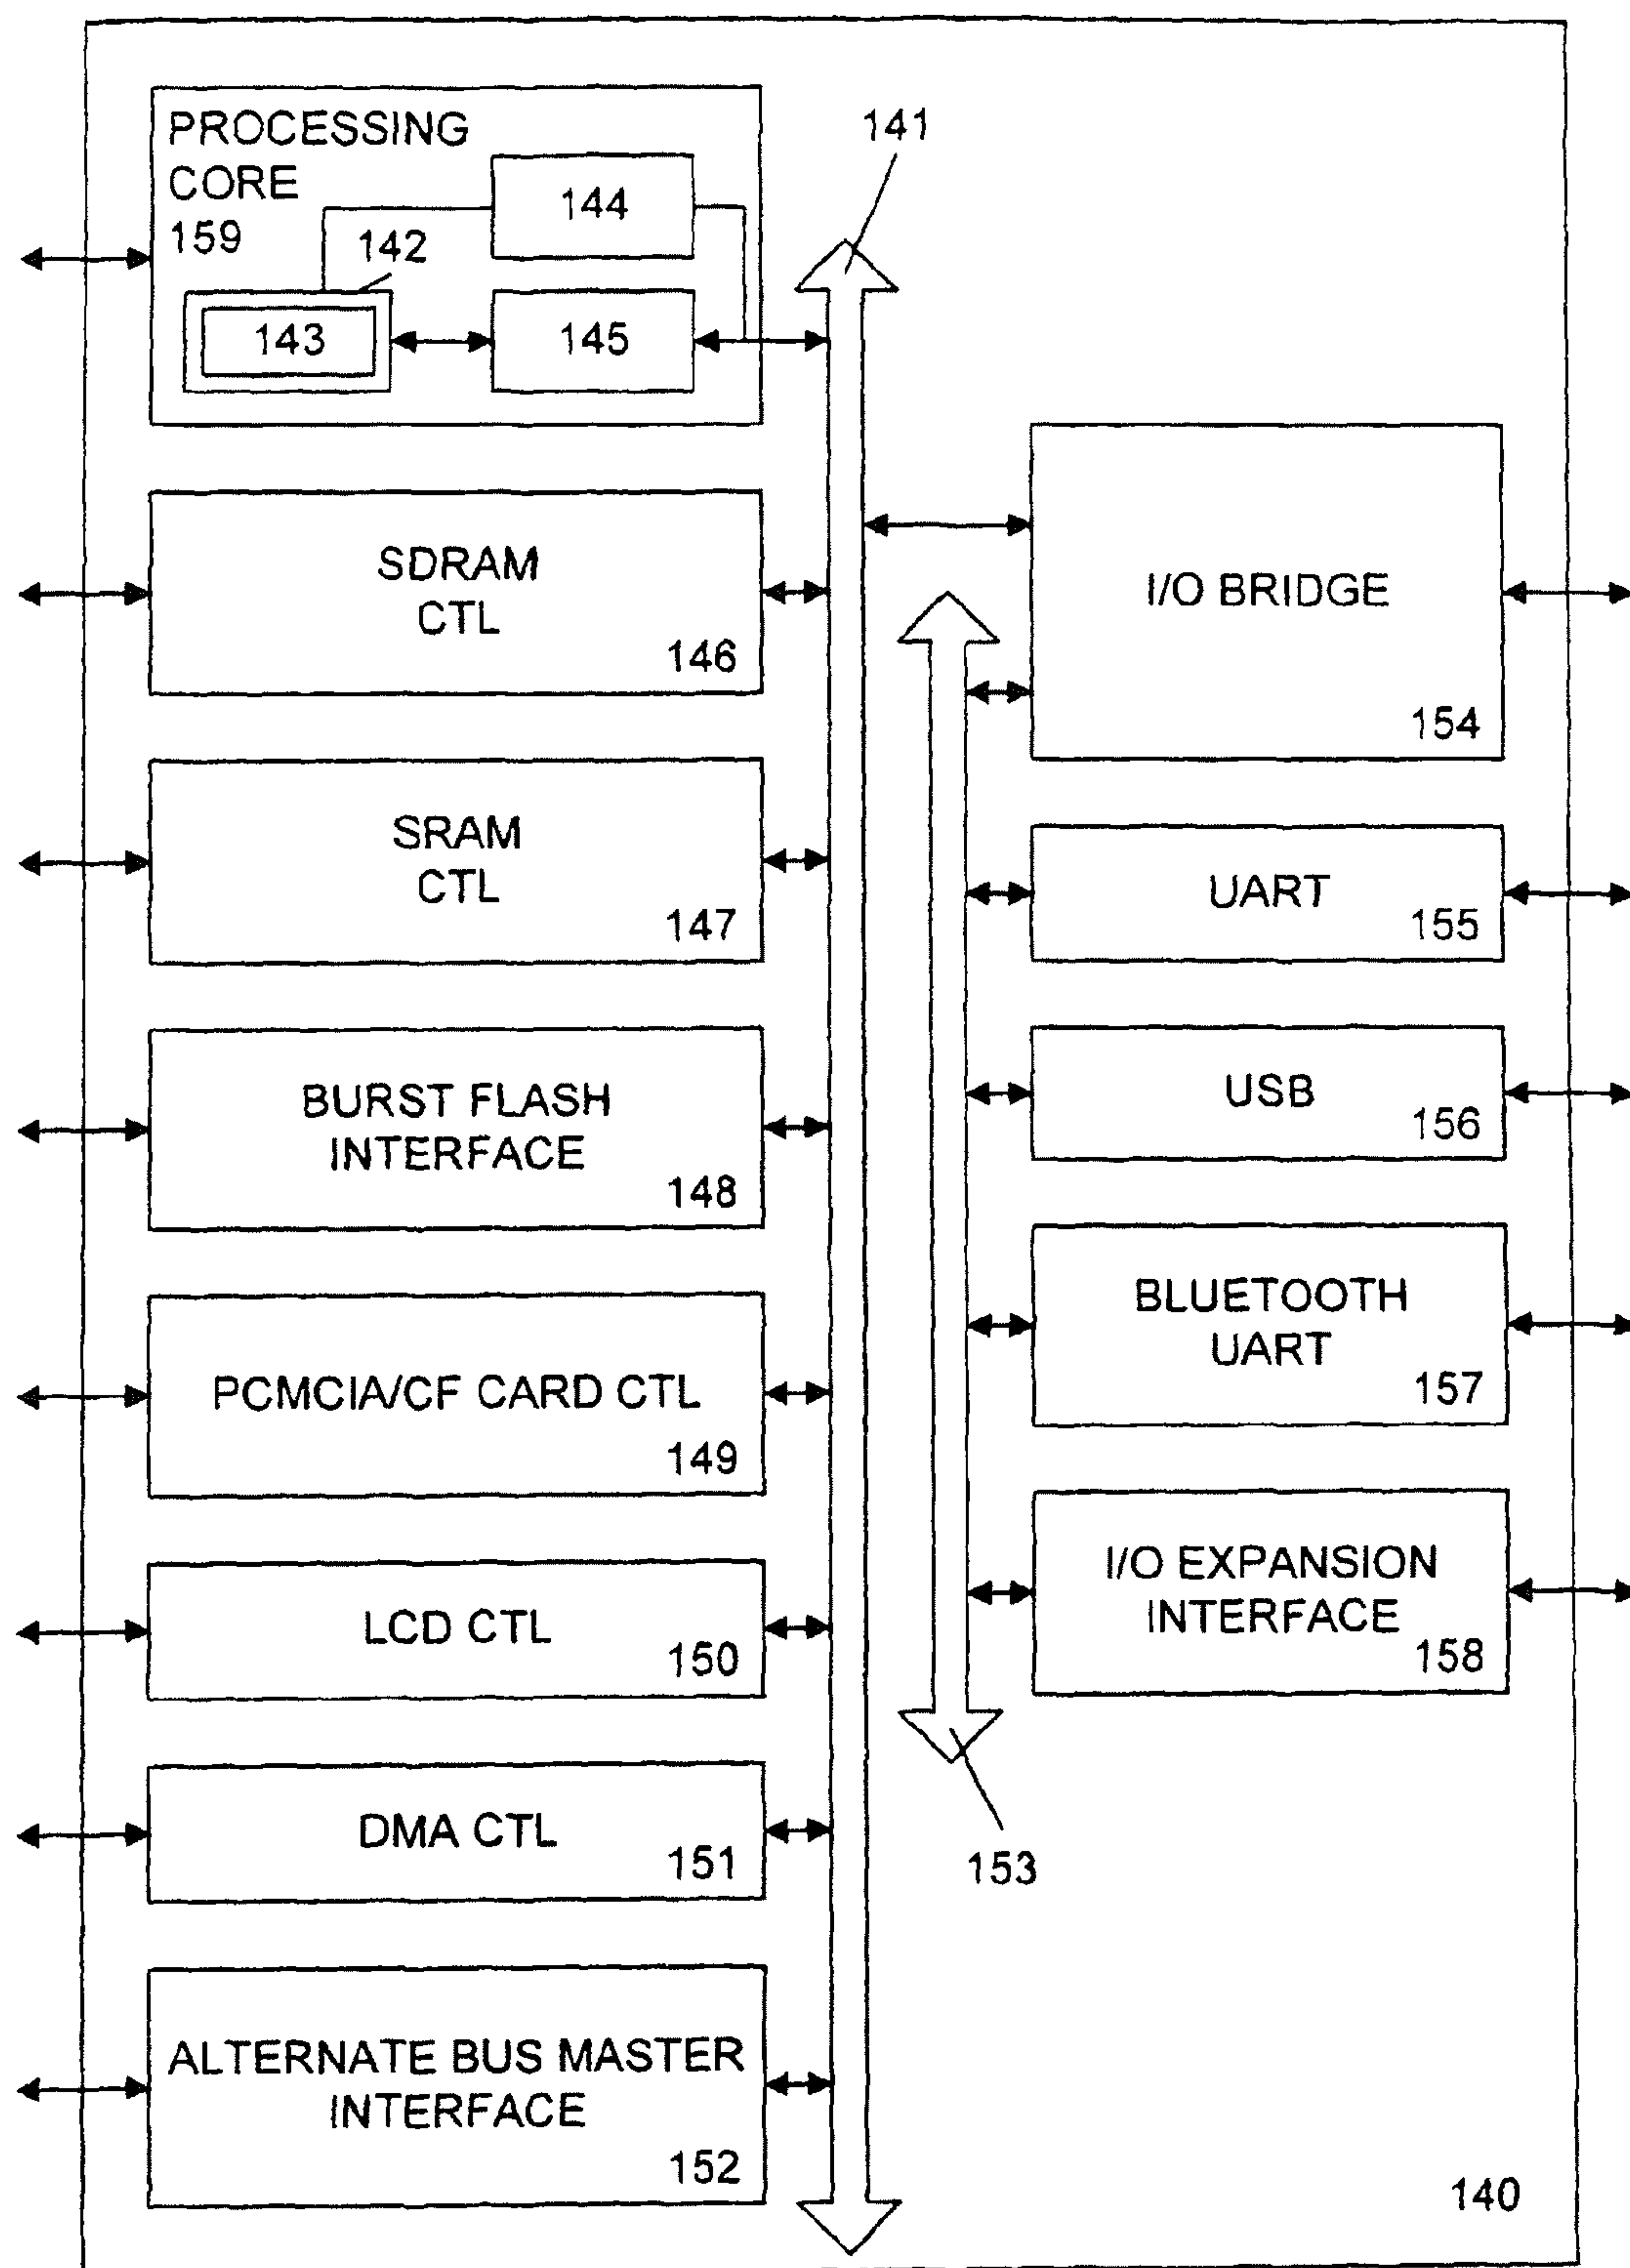 PROCESSING
CORE
159
142
144
143
145
141
SDRAM
CTL
146
SRAM
CTL
147
BURST FLASH
INTERFACE
148
PCMCIA/CF CARD CTL
149
LCD CTL
150
DMA CTL
151
ALTERNATE BUS MASTER
INTERFACE
152
I/O BRIDGE
154
UART
155
USB
156
BLUETOOTH
UART
157
I/O EXPANSION
INTERFACE
158
153
140